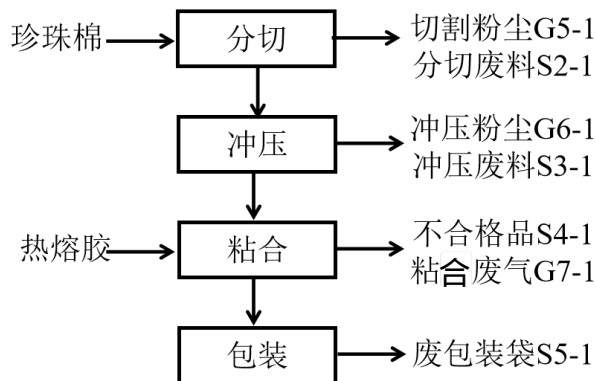 珍珠棉
分切
切割粉尘G5-1
分切废料S2-1
冲压
冲压粉尘G6-1
冲压废料S3-1
热熔胶
粘合
不合格品S4-1
粘合废气G7-1
包装
废包装袋S5-1